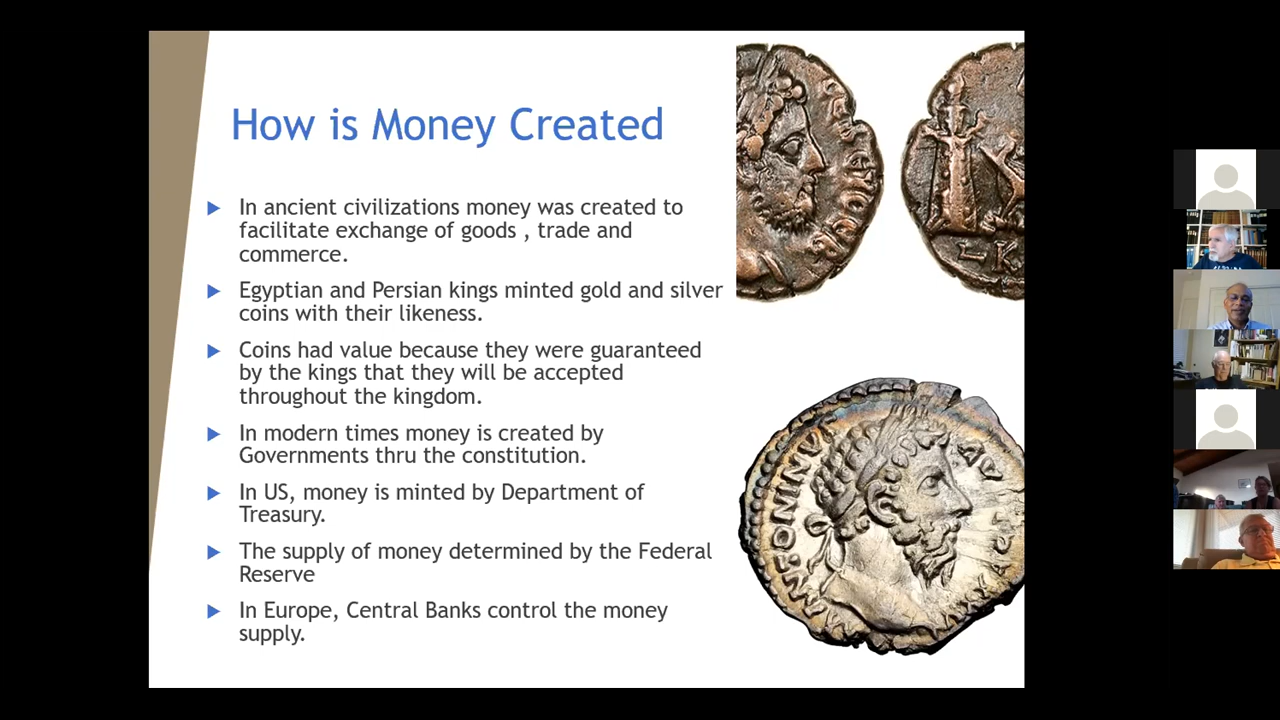 How is Money Created
In ancient civilizations money was created to
facilitate exchange of goods , trade and
commerce.
Egyptian and Persian kings minted gold and silver
coins with their likeness.
Coins had value because they were guaranteed
by the kings that they will be accepted
throughout the kingdom.
In modern times money is created by
Governments thru the constitution.
In US, money is minted by Department of
Treasury.
The supply of money determined by the Federal
Reserve
In Europe, Central Banks control the money
supply.